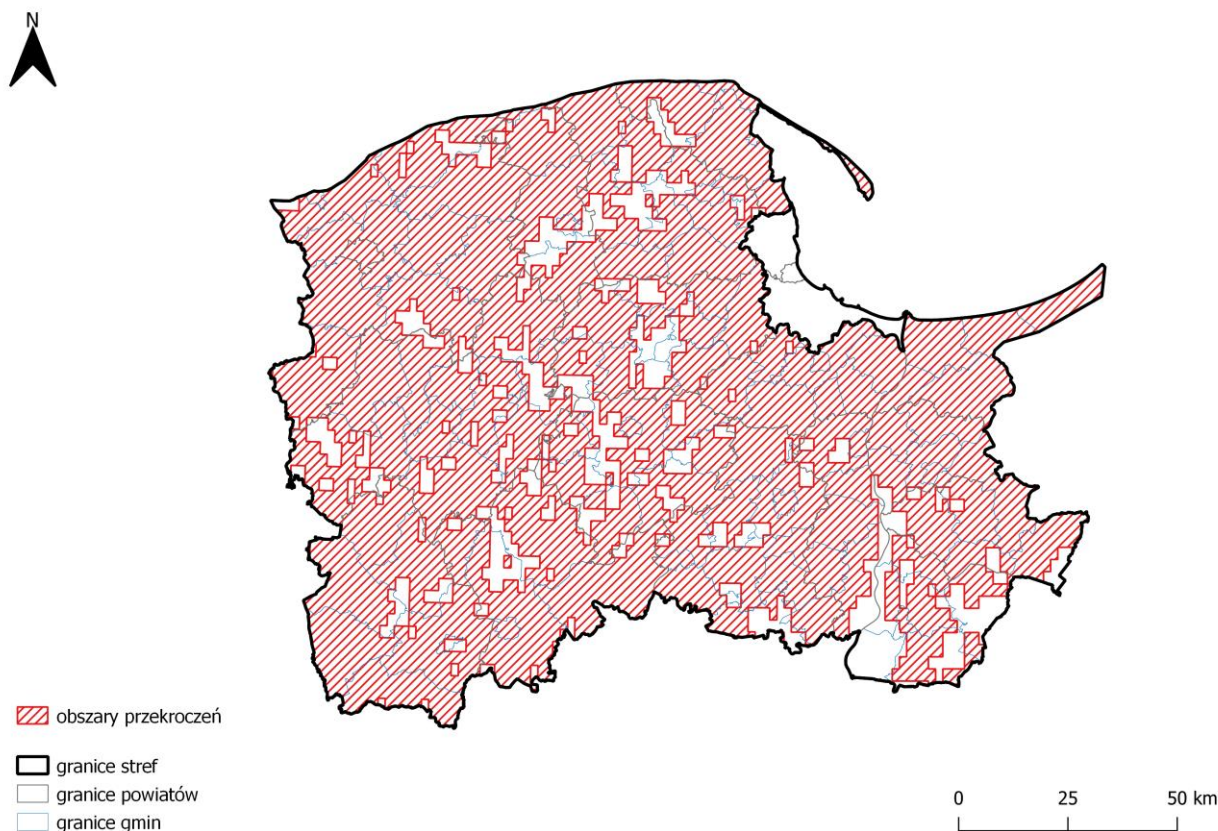 N
obszary przekroczeń
granice stref
granice powiatów
granice gmin
0 25 50 km